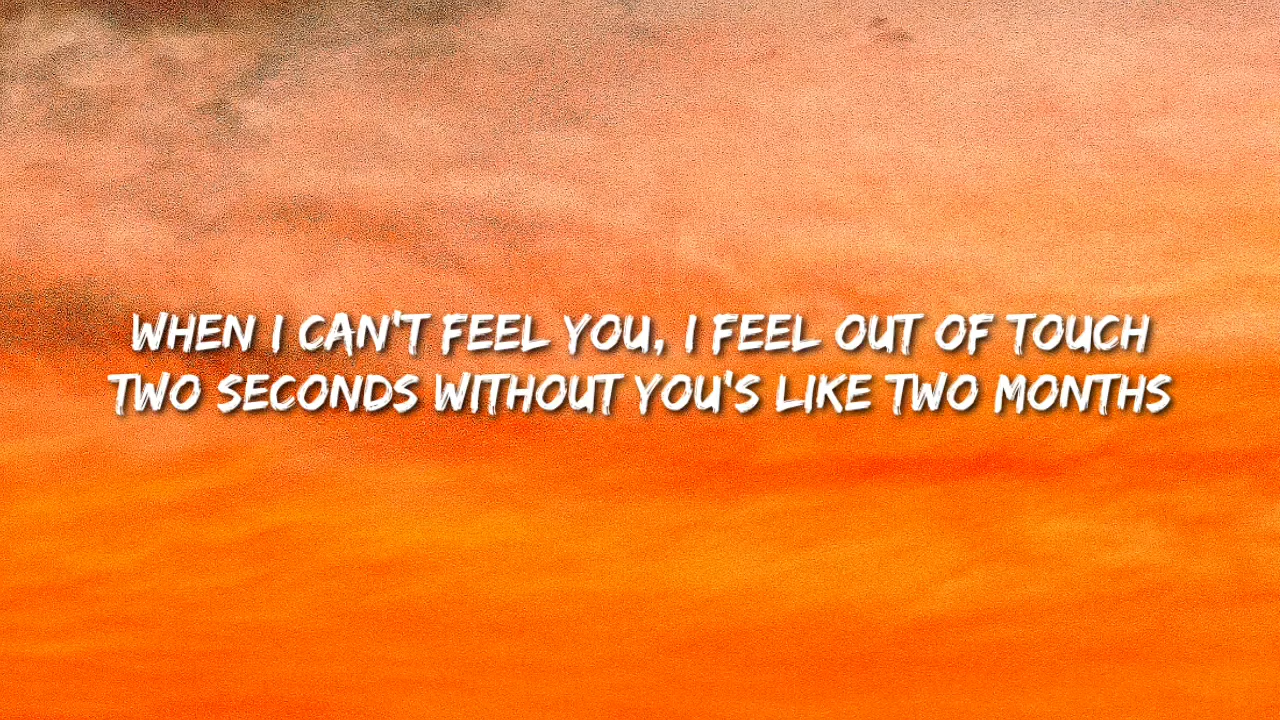 WHEN I CAN'T FEEL YOU, I FEEL OUT OF TOUCH
TWO SECONDS WITHOUT YOU'S LIKE TWO MONTHS